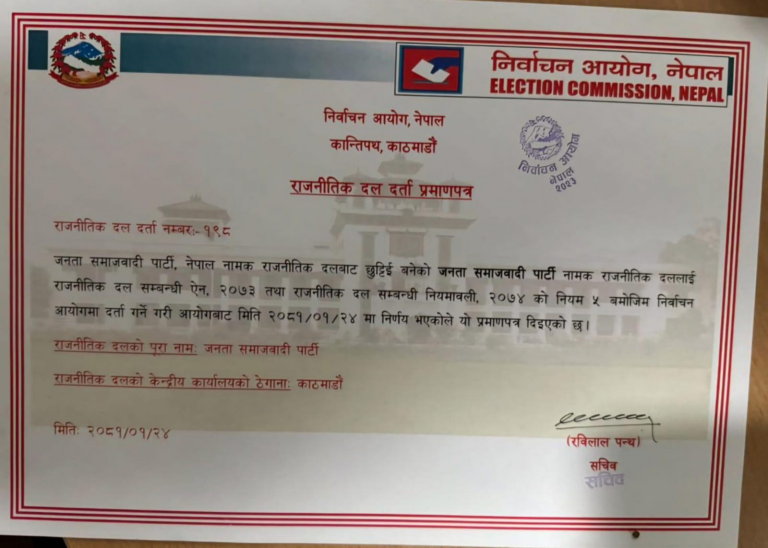 निर्वाचन आयोग, नेपाल
ELECTION COMMISSION, NEPAL
निर्वाचन आयोग, नेपाल
कान्तिपथ, काठमाडौं
निर्वाचन आयोग
नेपाल
२०२३
राजनीतिक दल दर्ता प्रमाणपत्र
राजनीतिक दल दर्ता नम्बरः- १९८
जनता समाजवादी पार्टी, नेपाल नामक राजनीतिक दलबाट छुट्टिई बनेको जनता समाजवादी पार्टी नामक राजनीतिक दललाई
राजनीतिक दल सम्बन्धी ऐन, २०७३ तथा राजनीतिक दल सम्बन्धी नियमावली, २०७४ को नियम ५ बमोजिम निर्वाचन
आयोगमा दर्ता गर्ने गरी आयोगबाट मिति २०८१/०१/२४ मा निर्णय भएकोले यो प्रमाणपत्र दिइएको छ।
राजनीतिक दलको पुरा नामः जनता समाजवादी पार्टी
राजनीतिक दलको केन्द्रीय कार्यालयको ठेगानाः काठमाडौं
मितिः २०८१/०१/२४
(रविलाल पन्थ)
सचिव
सचिव